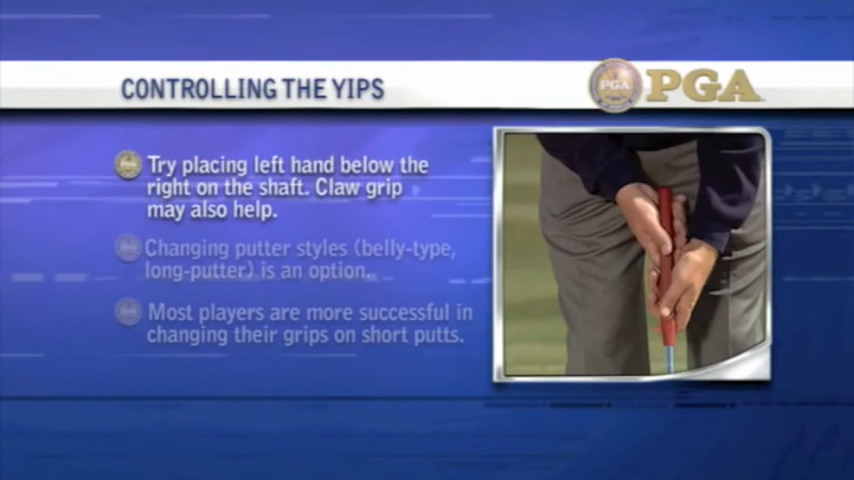 CONTROLLING THE YIPS
PGA
PGA
Try placing left hand below the
right on the shaft. Claw grip
may also help.
Changing putter styles (belly-type,
long-putter) is an option.
Most players are more successful in
changing their grips on short putts.